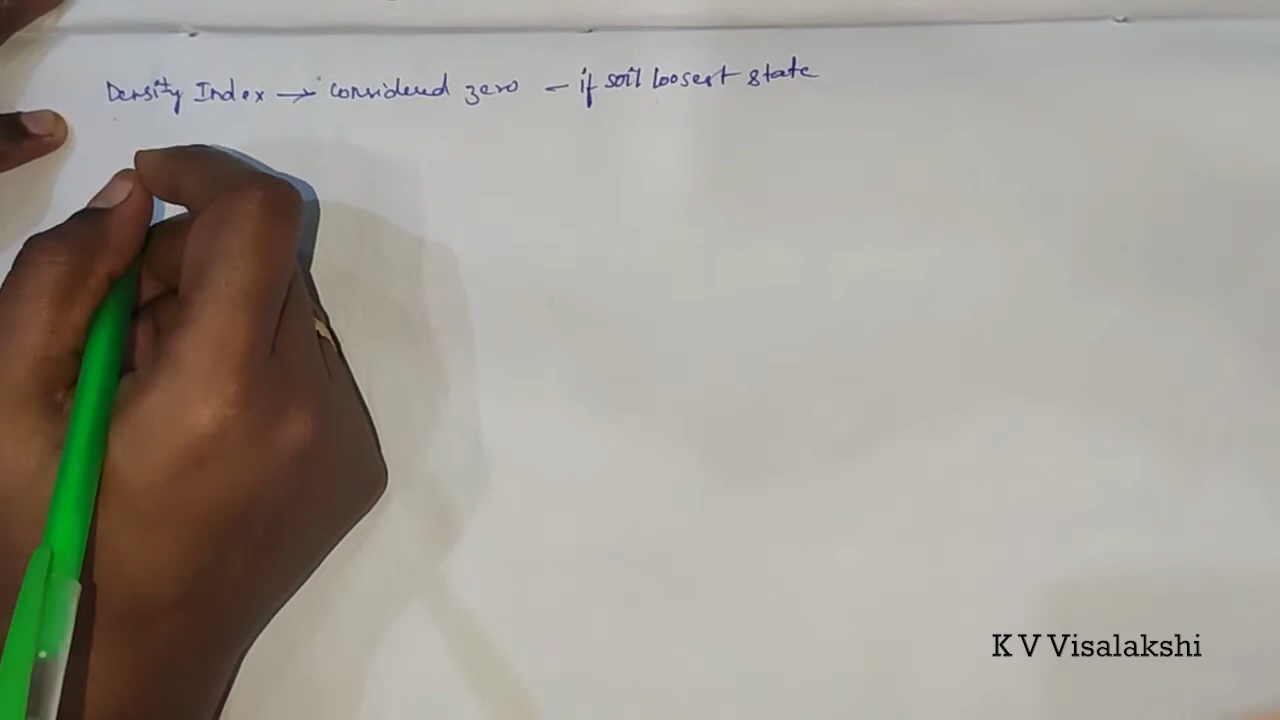 Density Index → considered zero – if soil loosest state
K V Visalakshi